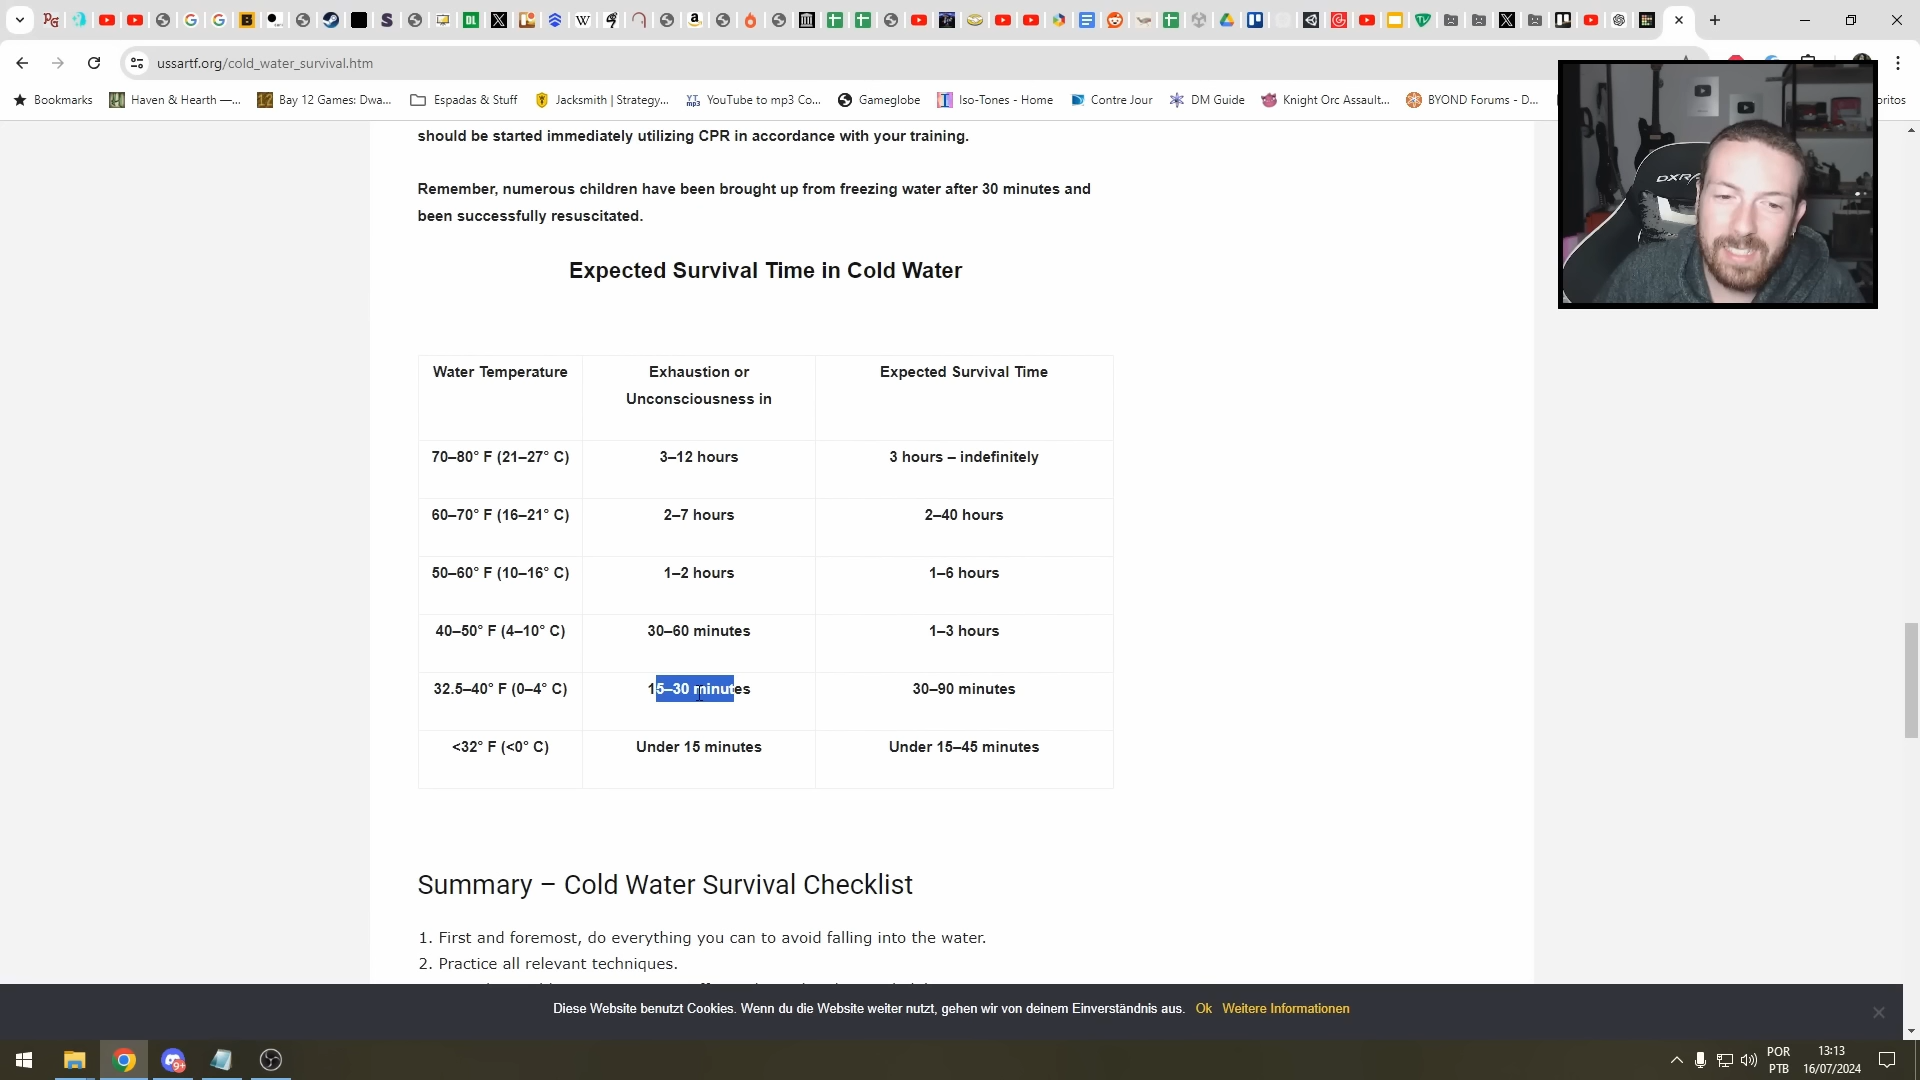 ussartf.org/cold_water_survival.htm
Bookmarks
Haven & Hearth —...
Bay 12 Games: Dwa...
Espadas & Stuff
Jacksmith | Strategy,...
YouTube to mp3 Co...
Gameglobe
Iso-Tones - Home
Contre Jour
DM Guide
Knight Orc Assault...
BYOND Forums - D...
oritos
should be started immediately utilizing CPR in accordance with your training.
Remember, numerous children have been brought up from freezing water after 30 minutes and
been successfully resuscitated.
Expected Survival Time in Cold Water
Water Temperature
Exhaustion or
Unconsciousness in
Expected Survival Time
70–80° F (21–27° C)
3–12 hours
3 hours – indefinitely
60–70° F (16–21° C)
2–7 hours
2–40 hours
50–60° F (10–16° C)
1–2 hours
1–6 hours
40–50° F (4–10° C)
30–60 minutes
1–3 hours
32.5–40° F (0–4° C)
15–30 minutes
30–90 minutes
<32° F (<0° C)
Under 15 minutes
Under 15–45 minutes
Summary – Cold Water Survival Checklist
1. First and foremost, do everything you can to avoid falling into the water.
2. Practice all relevant techniques.
Diese Website benutzt Cookies. Wenn du die Website weiter nutzt, gehen wir von deinem Einverständnis aus. Ok Weitere Informationen
POR
PTB
13:13
16/07/2024